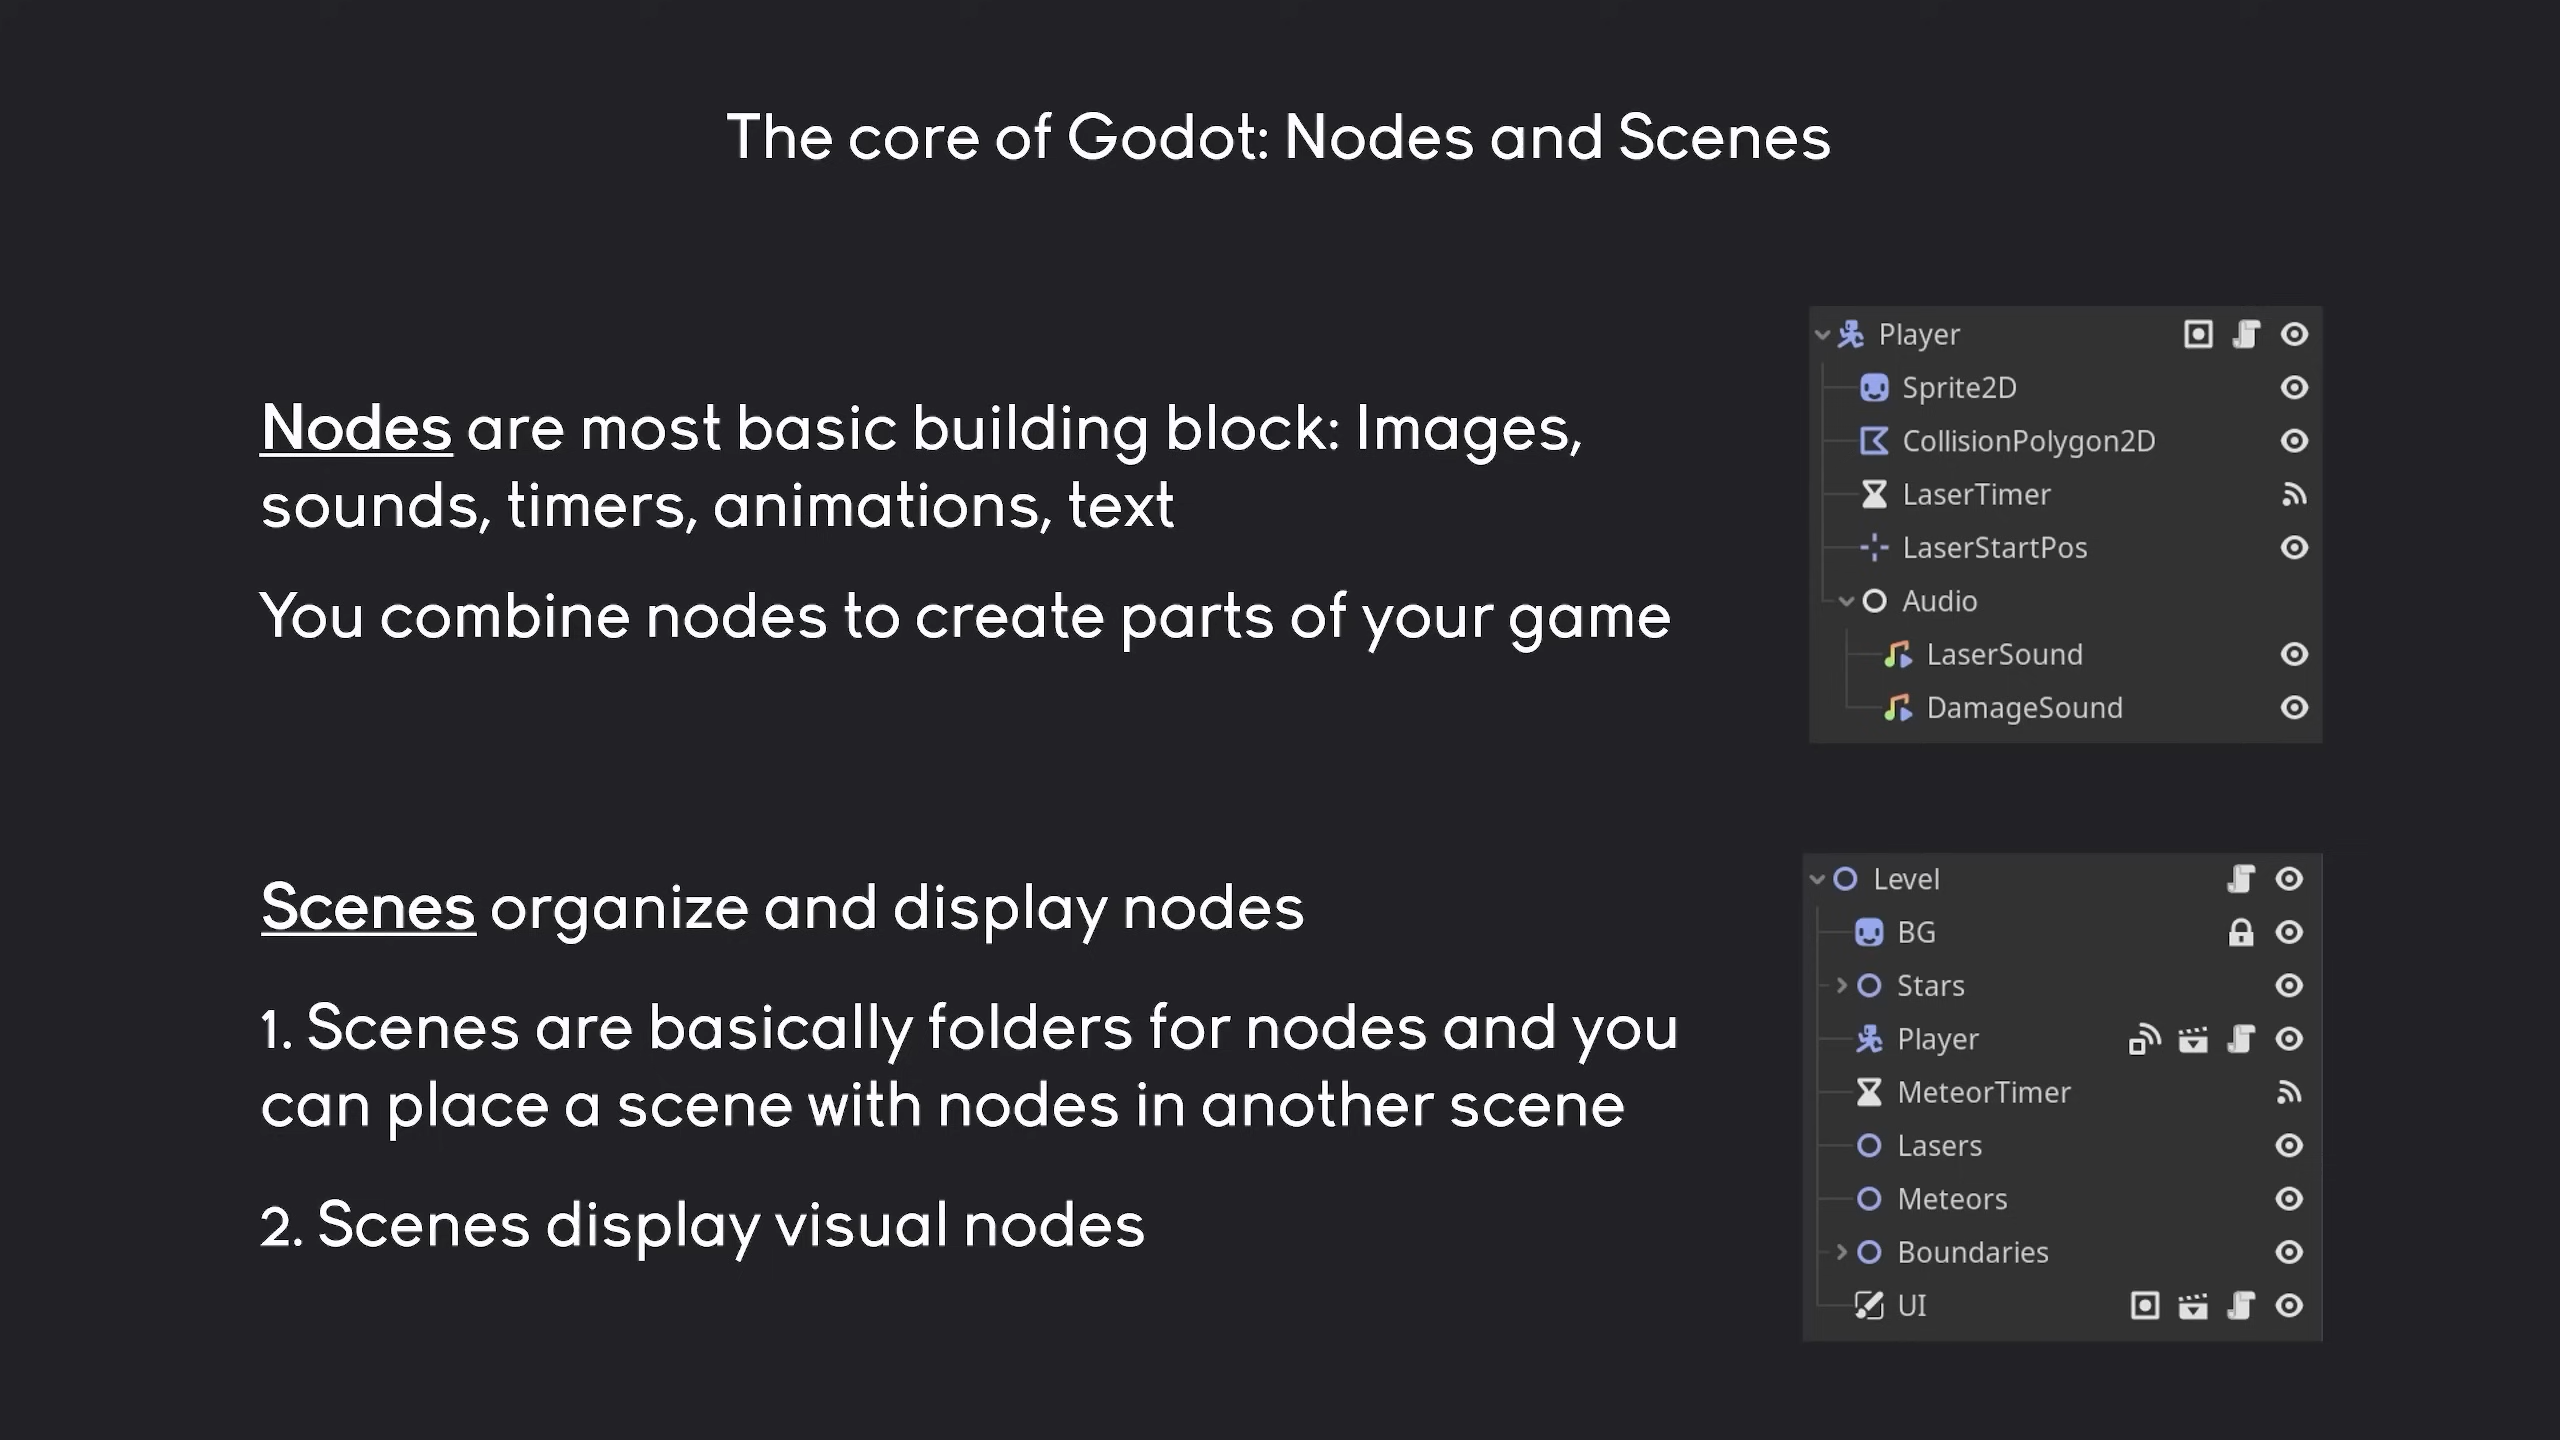 The core of Godot: Nodes and Scenes
Nodes are most basic building block: Images,
sounds, timers, animations, text
You combine nodes to create parts of your game
Player
Sprite2D
CollisionPolygon2D
LaserTimer
LaserStartPos
Audio
LaserSound
DamageSound
Scenes organize and display nodes
1. Scenes are basically folders for nodes and you
can place a scene with nodes in another scene
2. Scenes display visual nodes
Level
BG
Stars
Player
MeteorTimer
Lasers
Meteors
Boundaries
UI